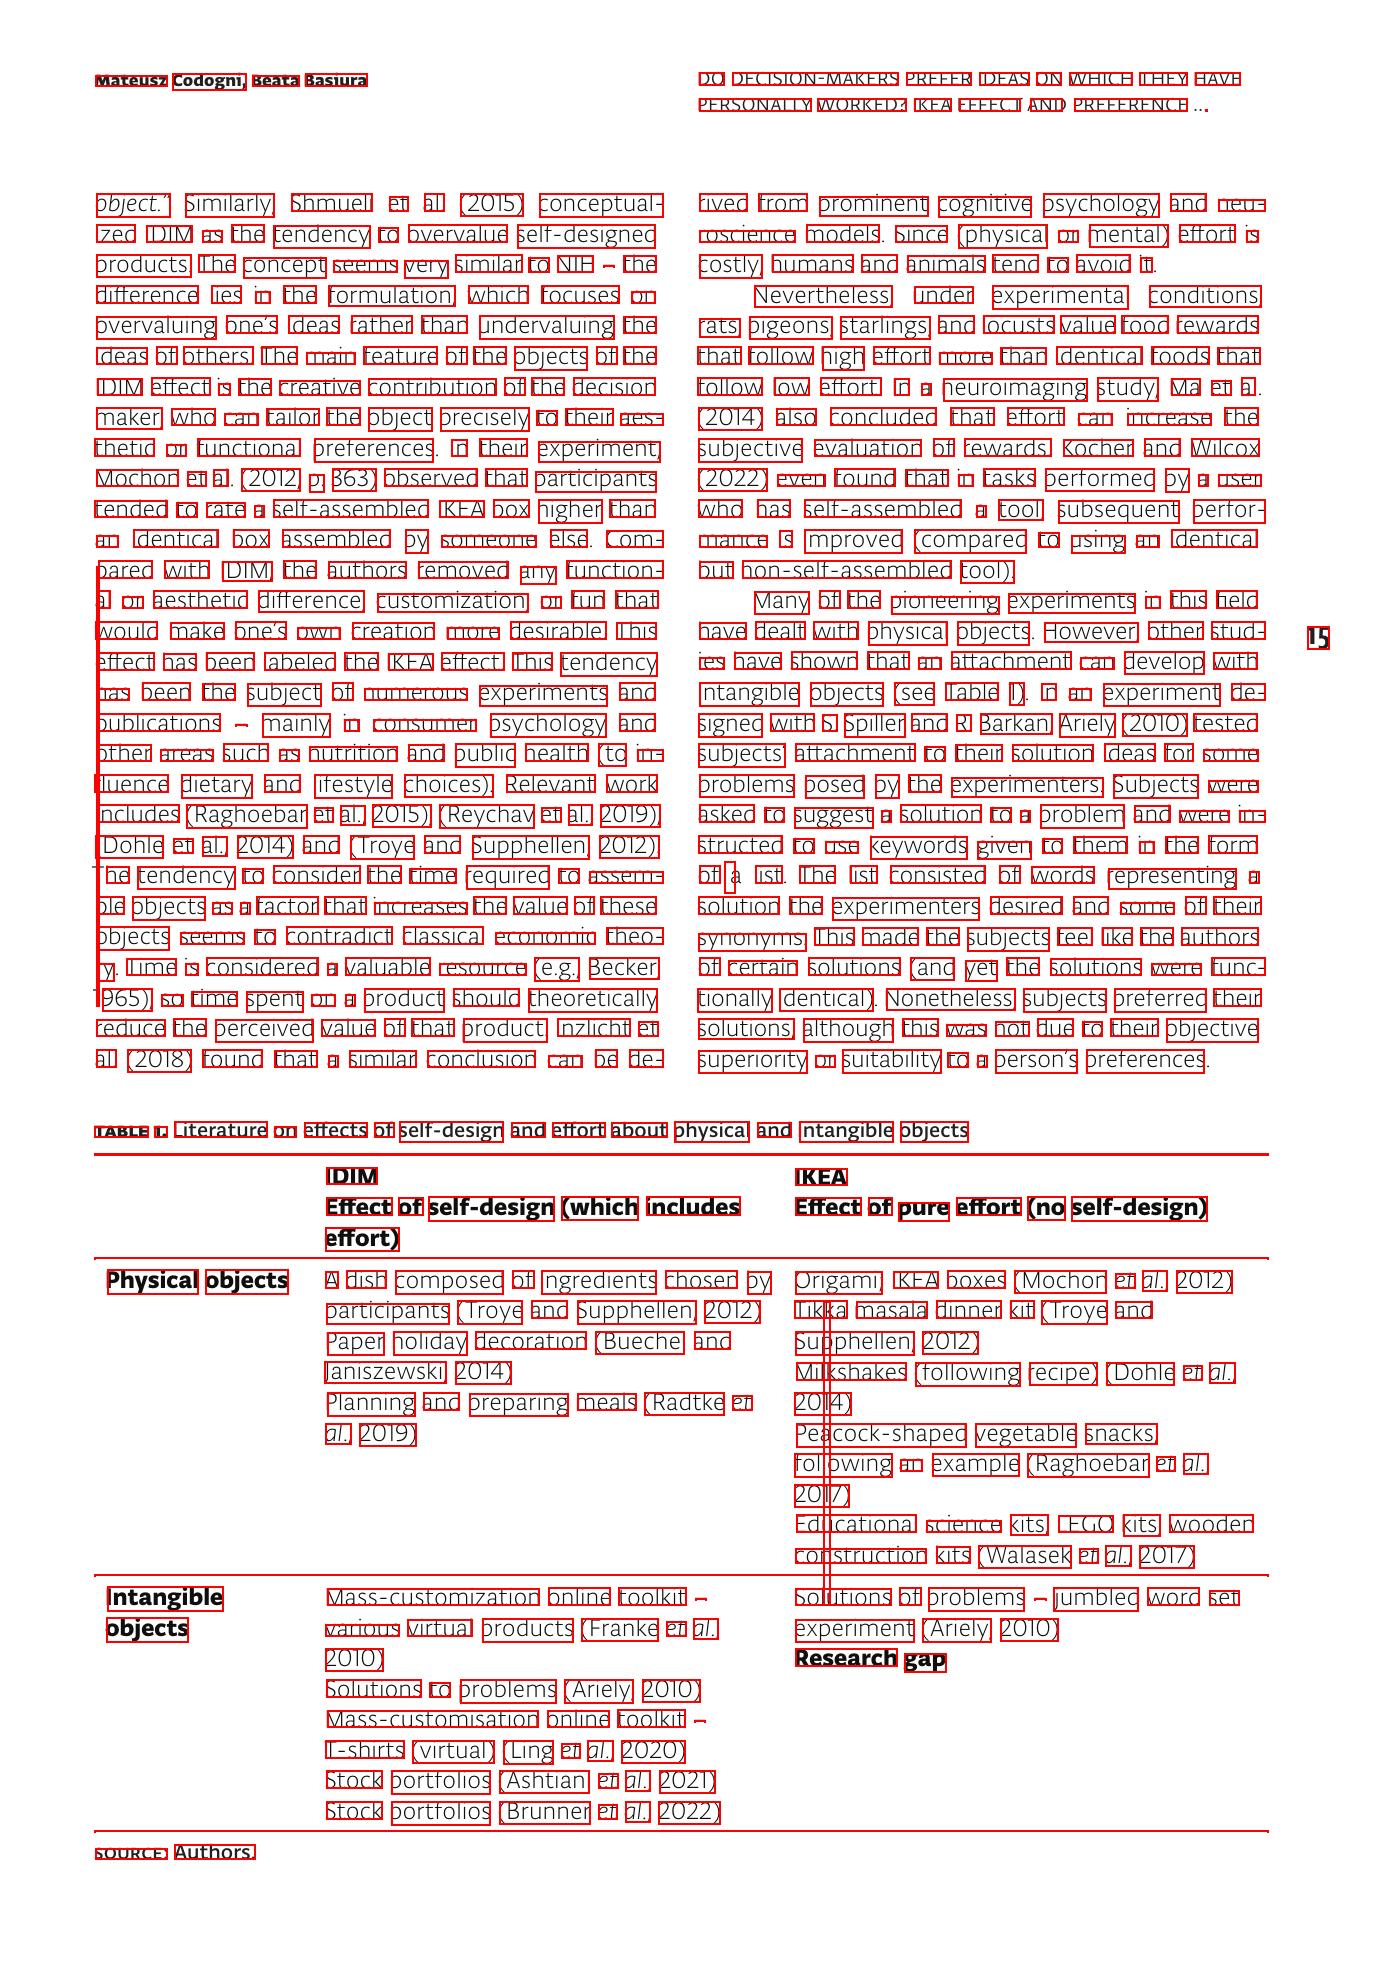 Mateusz Codogni, Beata Basiura
DO DECISION-MAKERS PREFER IDEAS ON WHICH THEY HAVE
PERSONALLY WORKED? IKEA EFFECT AND PREFERENCE ...
object.” Similarly, Shmueli et al. (2015) conceptual-
ized IDIM as the tendency to overvalue self-designed
products. The concept seems very similar to NIH – the
difference lies in the formulation, which focuses on
overvaluing one’s ideas rather than undervaluing the
ideas of others. The main feature of the objects of the
IDIM effect is the creative contribution of the decision
maker, who can tailor the object precisely to their aes-
thetic or functional preferences. In their experiment,
Mochon et al. (2012, p. 363) observed that participants
tended to rate a self-assembled IKEA box higher than
an identical box assembled by someone else. Com-
pared with IDIM, the authors removed any function-
al or aesthetic difference, customization, or fun that
would make one’s own creation more desirable. This
effect has been labeled the IKEA effect. This tendency
has been the subject of numerous experiments and
publications – mainly in consumer psychology and
other areas such as nutrition and public health (to in-
fluence dietary and lifestyle choices). Relevant work
includes (Raghoebar et al., 2015), (Reychav et al., 2019),
(Dohle et al., 2014) and (Troye and Supphellen, 2012).
The tendency to consider the time required to assem-
ble objects as a factor that increases the value of these
objects seems to contradict classical economic theo-
ry. Time is considered a valuable resource (e.g., Becker,
1965), so time spent on a product should theoretically
reduce the perceived value of that product. Inzlicht et
all (2018) found that a similar conclusion can be de-
rived from prominent cognitive psychology and neu-
roscience models. Since (physical or mental) effort is
costly, humans and animals tend to avoid it.
Nevertheless, under experimental conditions,
rats, pigeons, starlings, and locusts value food rewards
that follow high effort more than identical foods that
follow low effort. In a neuroimaging study, Ma et al.
(2014) also concluded that effort can increase the
subjective evaluation of rewards. Kocher and Wilcox
(2022) even found that in tasks performed by a user
who has self-assembled a tool, subsequent perfor-
mance is improved (compared to using an identical
but non-self-assembled tool).
Many of the pioneering experiments in this field
have dealt with physical objects. However, other stud-
ies have shown that an attachment can develop with
intangible objects (see Table 1). In an experiment de-
signed with S. Spiller and R. Barkan, Ariely (2010) tested
subjects’ attachment to their solution ideas for some
problems posed by the experimenters. Subjects were
asked to suggest a solution to a problem and were in-
structed to use keywords given to them in the form
of a list. The list consisted of words representing a
solution the experimenters desired and some of their
synonyms. This made the subjects feel like the authors
of certain solutions (and yet the solutions were func-
tionally identical). Nonetheless, subjects preferred their
solutions, although this was not due to their objective
superiority or suitability to a person’s preferences.
15
TABLE 1. Literature on effects of self-design and effort about physical and intangible objects
IDIM
Effect of self-design (which includes
effort)
IKEA
Effect of pure effort (no self-design)
Physical objects
A dish composed of ingredients chosen by
participants (Troye and Supphellen, 2012)
Paper holiday decoration (Buechel and
Janiszewski, 2014)
Planning and preparing meals (Radtke et
al., 2019)
Origami, IKEA boxes (Mochon et al., 2012)
Tikka masala dinner kit (Troye and
Supphellen, 2012)
Milkshakes (following recipe) (Dohle et al.,
2014)
Peacock-shaped vegetable snacks,
following an example (Raghoebar et al.,
2017)
Educational science kits, LEGO kits, wooden
construction kits (Walasek et al., 2017)
Intangible
objects
Mass-customization online toolkit –
various virtual products (Franke et al.,
2010)
Solutions to problems (Ariely, 2010)
Mass-customisation online toolkit –
T-shirts (virtual) (Ling et al., 2020)
Stock portfolios (Ashtiani et al., 2021)
Stock portfolios (Brunner et al., 2022)
Solutions of problems – jumbled word set
experiment (Ariely, 2010)
Research gap
SOURCE: Authors.